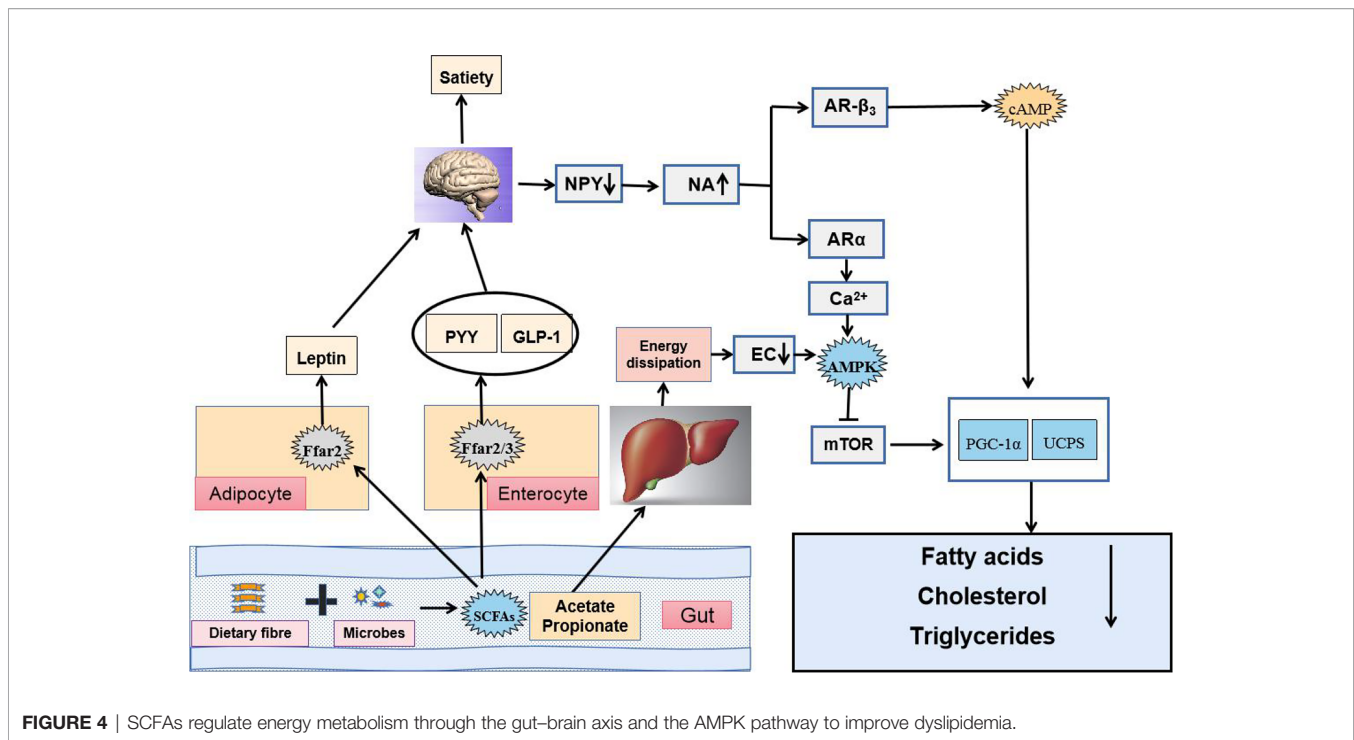 Satiety
NPY↓
NA↑
AR-β₃
cAMP
ARα
Ca²⁺
PYY
GLP-1
Leptin
Energy
dissipation
EC↓
AMPK
mTOR
PGC-1α
UCPS
Ffar2
Adipocyte
Ffar2/3
Enterocyte
Dietary fibre
Microbes
SCFAs
Acetate
Propionate
Gut
Fatty acids
Cholesterol
Triglycerides
FIGURE 4 | SCFAs regulate energy metabolism through the gut–brain axis and the AMPK pathway to improve dyslipidemia.